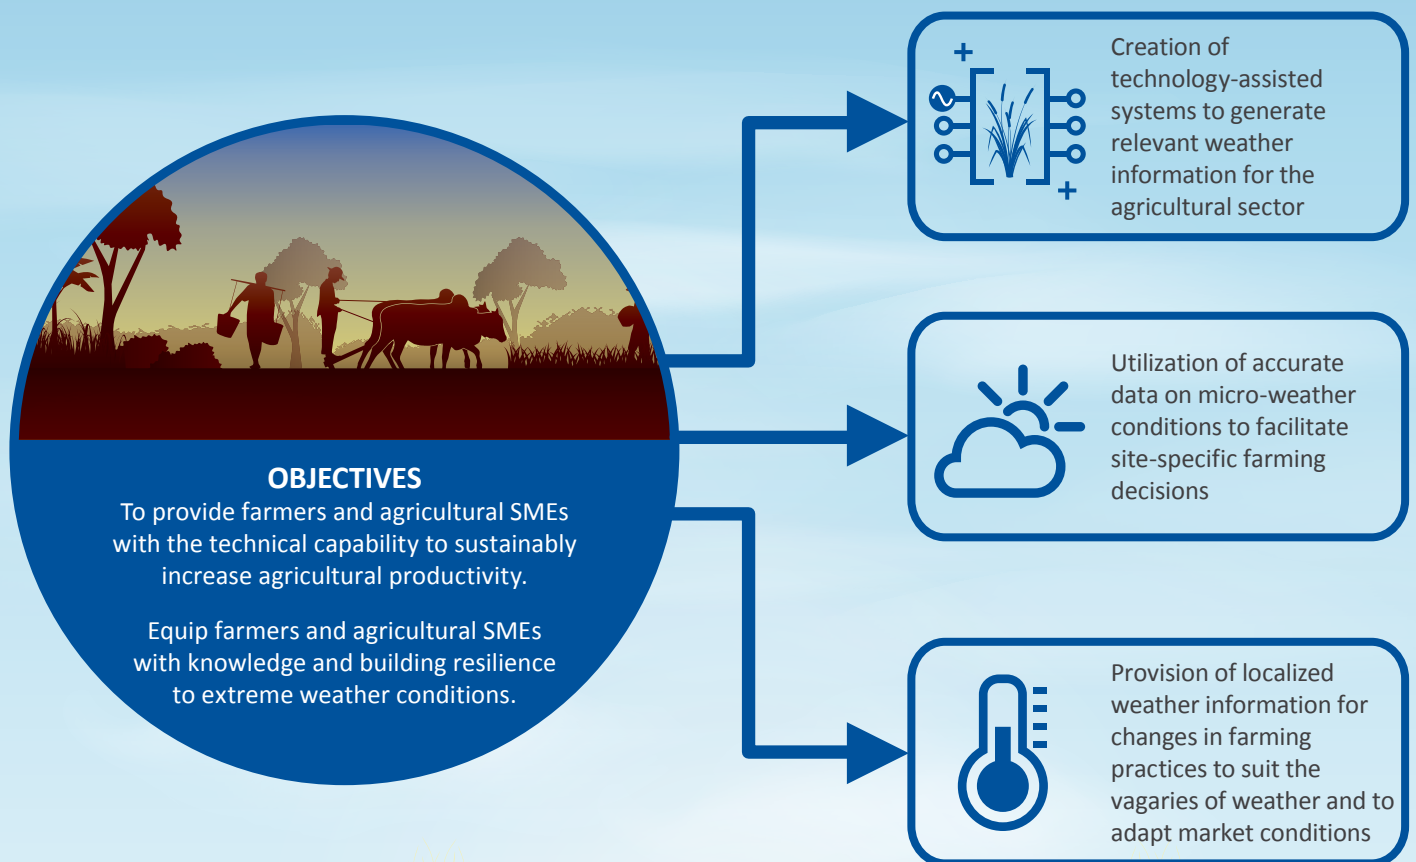 OBJECTIVES
To provide farmers and agricultural SMEs
with the technical capability to sustainably
increase agricultural productivity.
Equip farmers and agricultural SMEs
with knowledge and building resilience
to extreme weather conditions.
Creation of
technology-assisted
systems to generate
relevant weather
information for the
agricultural sector
Utilization of accurate
data on micro-weather
conditions to facilitate
site-specific farming
decisions
Provision of localized
weather information for
changes in farming
practices to suit the
vagaries of weather and to
adapt market conditions